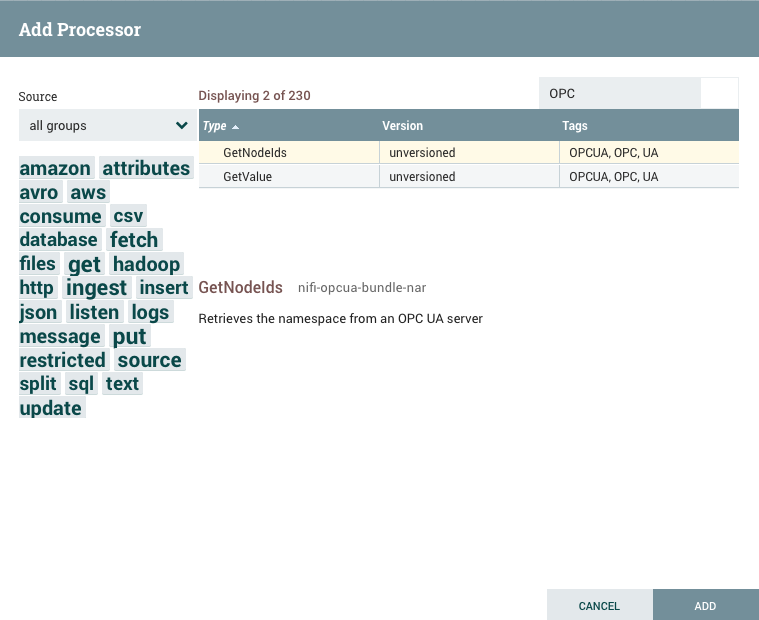 Add Processor
Source
Displaying 2 of 230
OPC
all groups
Type Version Tags
GetNodeIds unversioned OPCUA, OPC, UA
GetValue unversioned OPCUA, OPC, UA
amazon attributes
avro aws
consume csv
database fetch
files get hadoop
http ingest insert
json listen logs
message put
restricted source
split sql text
update
GetNodeIds nifi-opcua-bundle-nar
Retrieves the namespace from an OPC UA server
CANCEL ADD